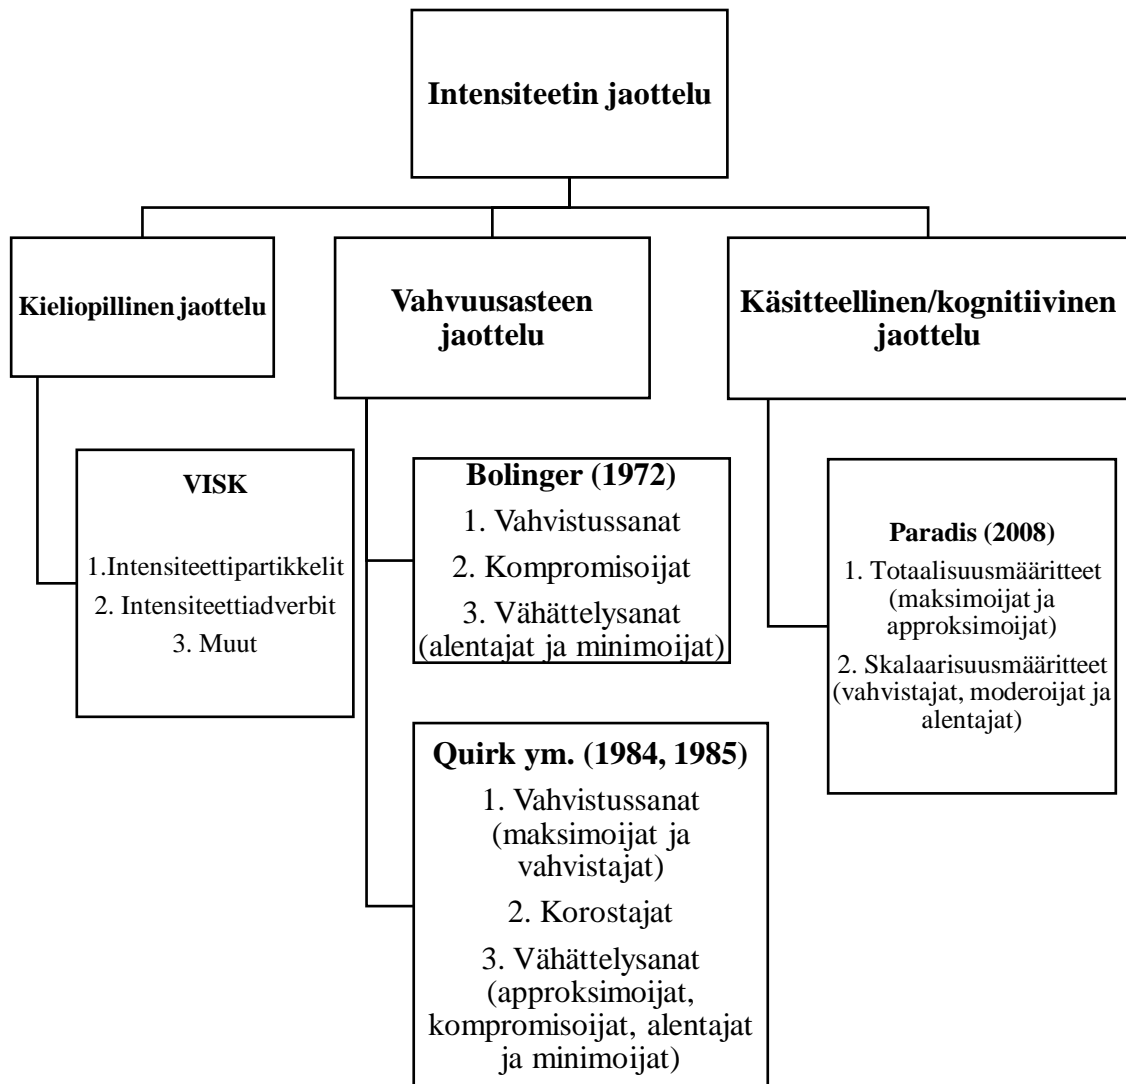 Intensiteetin jaottelu
Kieliopillinen jaottelu
Vahvuusasteen
jaottelu
Käsitteellinen/kognitiivinen
jaottelu
VISK
1.Intensiteettipartikkelit
2. Intensiteettiadverbit
3. Muut
Bolinger (1972)
1. Vahvistussanat
2. Kompromisoijat
3. Vähättelysanat
(alentajat ja minimoijat)
Quirk ym. (1984, 1985)
1. Vahvistussanat
(maksimoijat ja
vahvistajat)
2. Korostajat
3. Vähättelysanat
(approksimoijat,
kompromisoijat, alentajat
ja minimoijat)
Paradis (2008)
1. Totaalisuusmääritteet
(maksimoijat ja
approksimoijat)
2. Skalaarisuusmääritteet
(vahvistajat, moderoijat ja
alentajat)